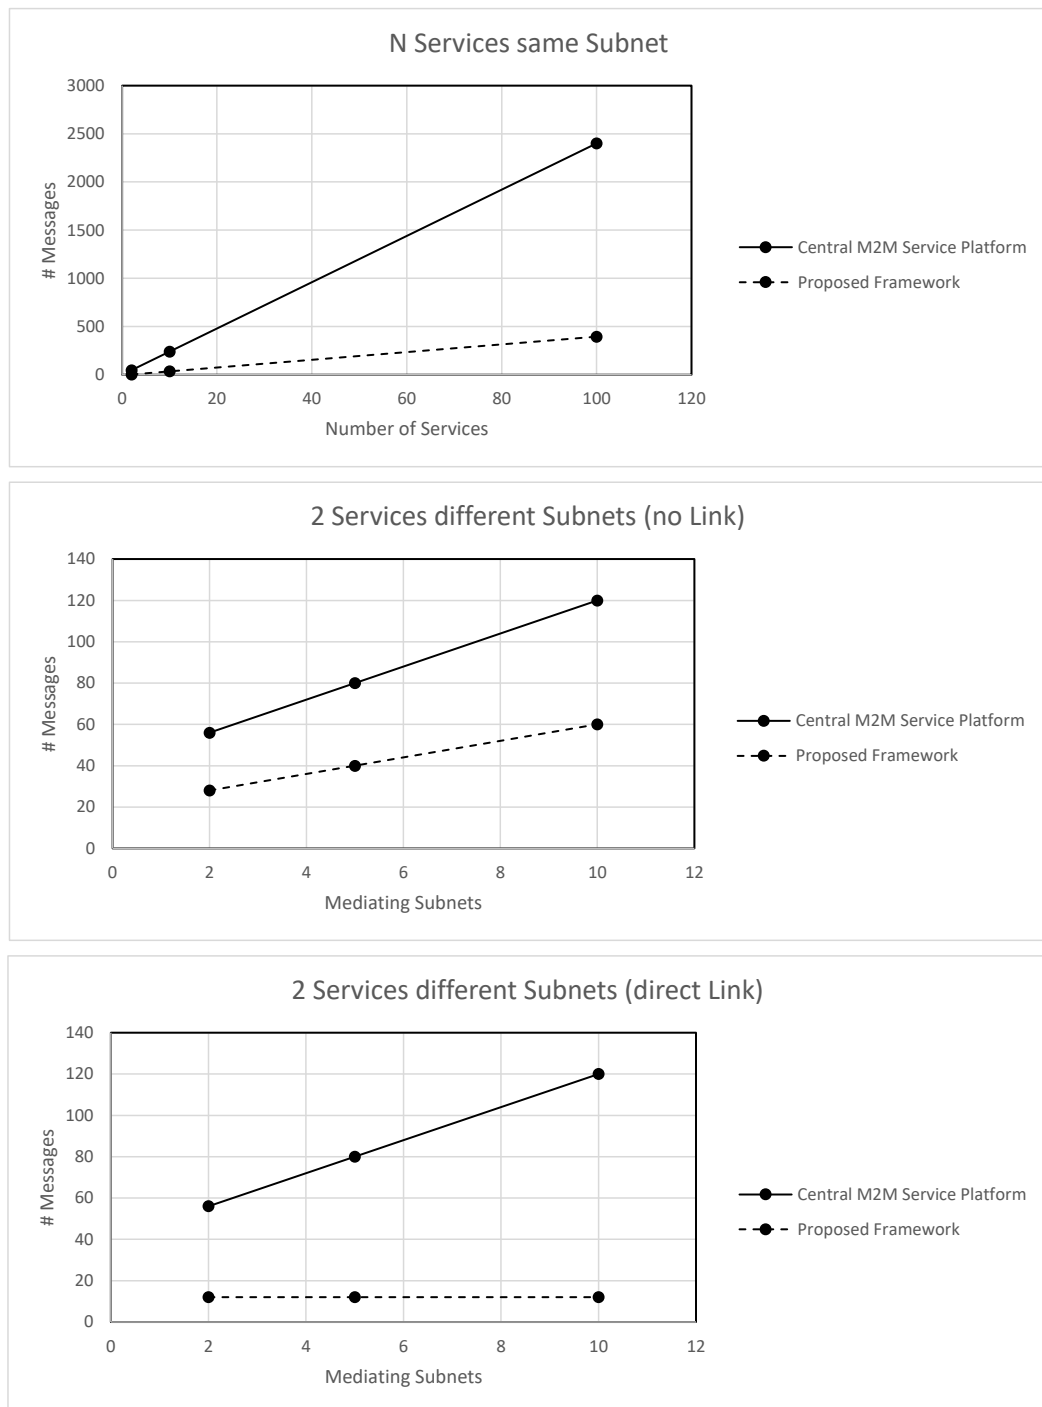 N Services same Subnet
3000
2500
2000
1500
1000
500
0
# Messages
0 20 40 60 80 100 120
Number of Services
Central M2M Service Platform
Proposed Framework
2 Services different Subnets (no Link)
140
120
100
80
60
40
20
0
# Messages
0 2 4 6 8 10 12
Mediating Subnets
Central M2M Service Platform
Proposed Framework
2 Services different Subnets (direct Link)
140
120
100
80
60
40
20
0
# Messages
0 2 4 6 8 10 12
Mediating Subnets
Central M2M Service Platform
Proposed Framework